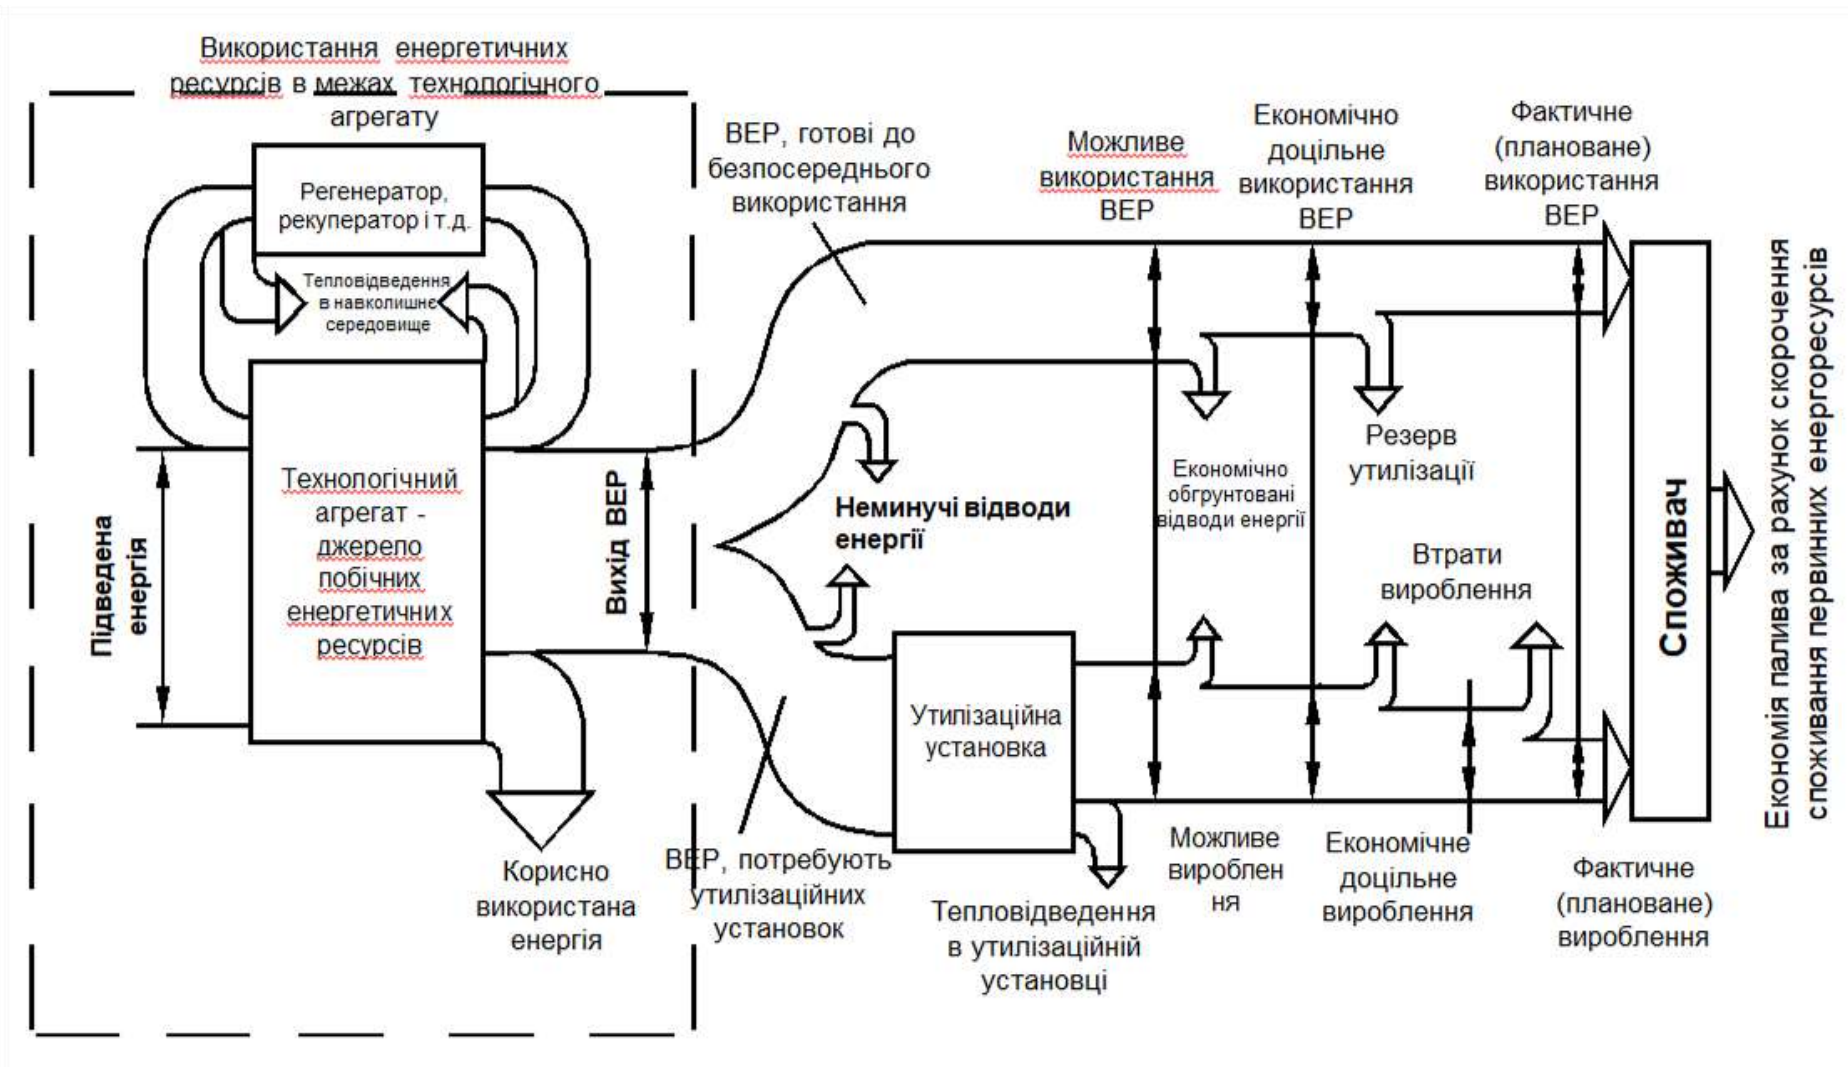 Використання енергетичних
ресурсів в межах технологічного
агрегату
Регенератор,
рекуператор і т.д.
Тепловідведення
в навколишнє
середовище
Підведена
енергія
Технологічний
агрегат -
джерело
побічних
енергетичних
ресурсів
Вихід ВЕР
Корисно
використана
енергія
ВЕР, готові до
безпосереднього
використання
Неминучі відводи
енергії
ВЕР, потребують
утилізаційних
установок
Утилізаційна
установка
Тепловідведення
в утилізаційній
установці
Можливе
використання
ВЕР
Економічно
доцільне
використання
ВЕР
Фактичне
(плановане)
використання
ВЕР
Економічно
обгрунтовані
відводи енергії
Резерв
утилізації
Втрати
вироблення
Можливе
вироблен
ня
Економічне
доцільне
вироблення
Фактичне
(плановане)
вироблення
Споживач
Економія палива за рахунок скорочення
споживання первинних енергоресурсів